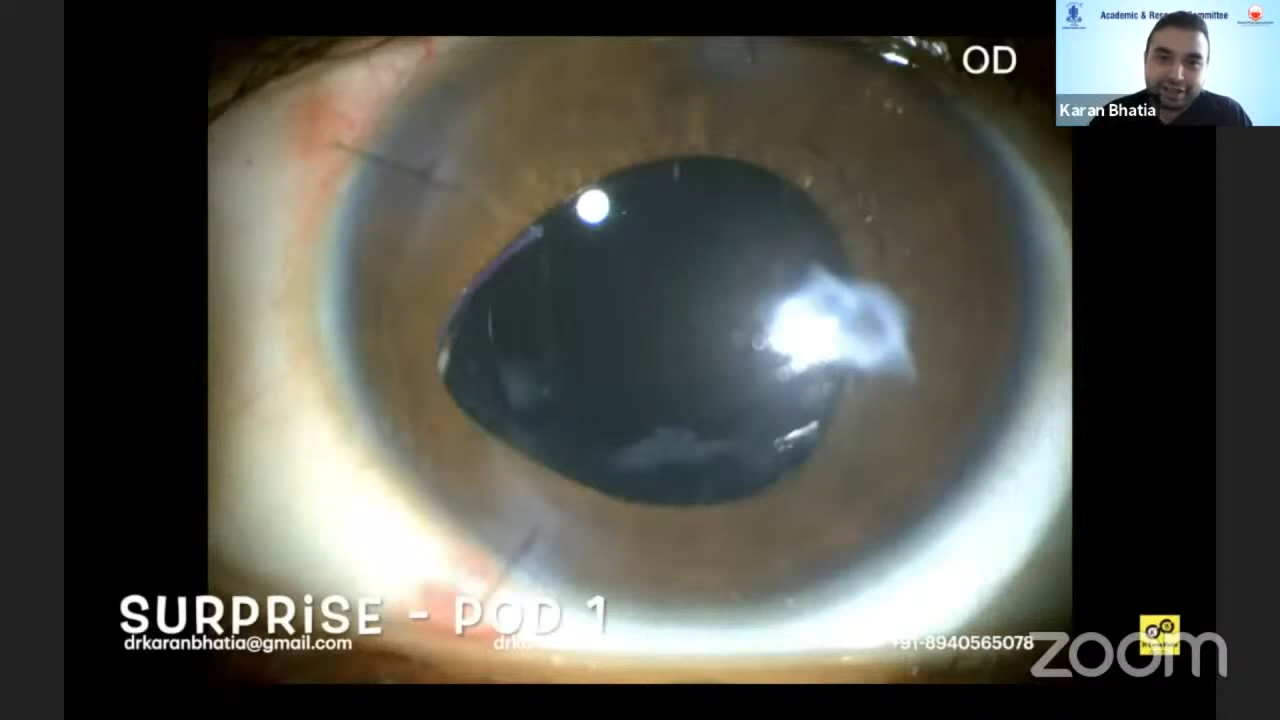 Academic & Research Committee
OD
Karan Bhatia
SURPRiSE - POD 1
drkaranbhatia@gmail.com
+91-8940565078
zoom